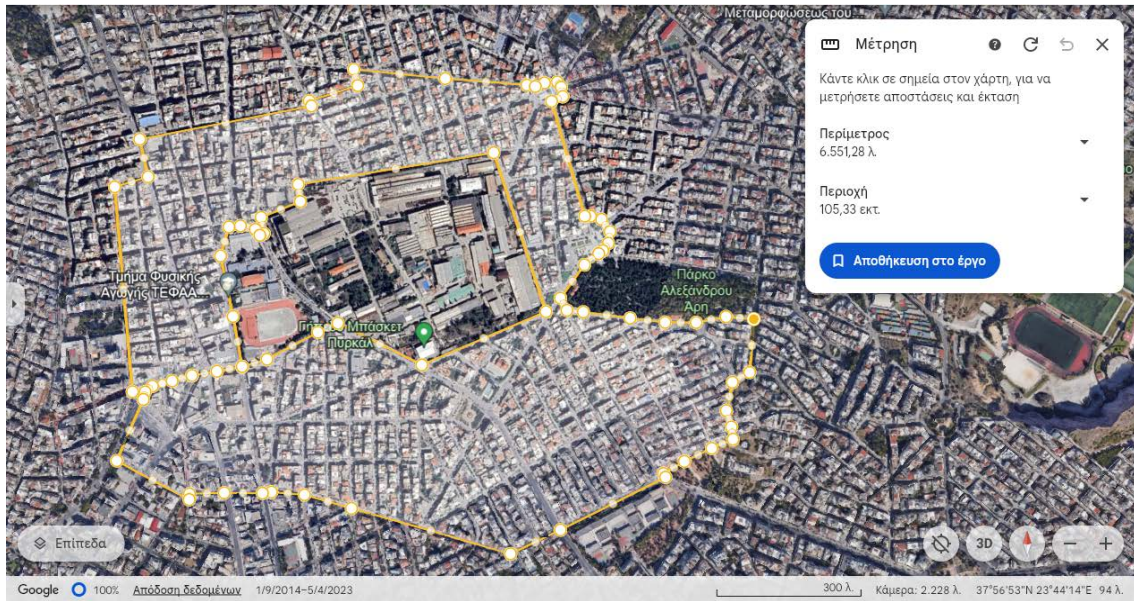 Μεταμορφώσεως του
Μέτρηση
Κάντε κλικ σε σημεία στον χάρτη, για να
μετρήσετε αποστάσεις και έκταση
Περίμετρος
6.551,28 λ.
Περιοχή
105,33 εκτ.
Αποθήκευση στο έργο
Τμήμα Φυσικής
Αγωγής ΤΕΦΑΑ...
Πάρκο
Αλεξάνδρου
Άρη
Γήπεδο Μπάσκετ
Πυρκάλ
Επίπεδα
3D
Google 100% Απόδοση δεδομένων 1/9/2014–5/4/2023 300 λ. Κάμερα: 2.228 λ. 37°56'53"N 23°44'14"E 94 λ.